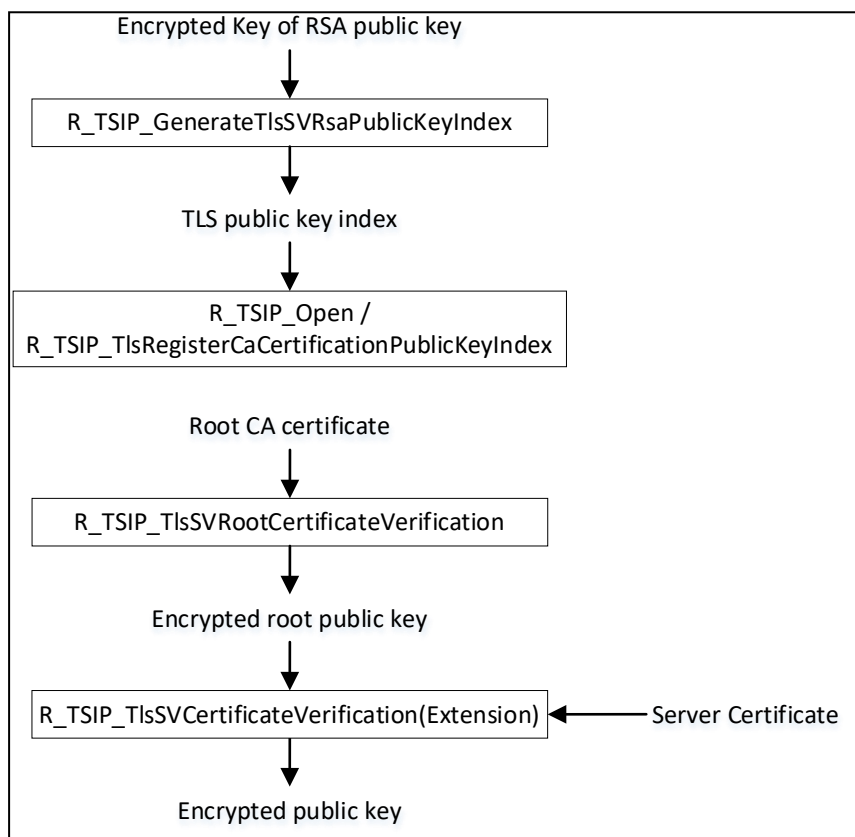 Encrypted Key of RSA public key
R_TSIP_GenerateTlsSVRsaPublicKeyIndex
TLS public key index
R_TSIP_Open /
R_TSIP_TlsRegisterCaCertificationPublicKeyIndex
Root CA certificate
R_TSIP_TlsSVRootCertificateVerification
Encrypted root public key
R_TSIP_TlsSVCertificateVerification(Extension)
Server Certificate
Encrypted public key